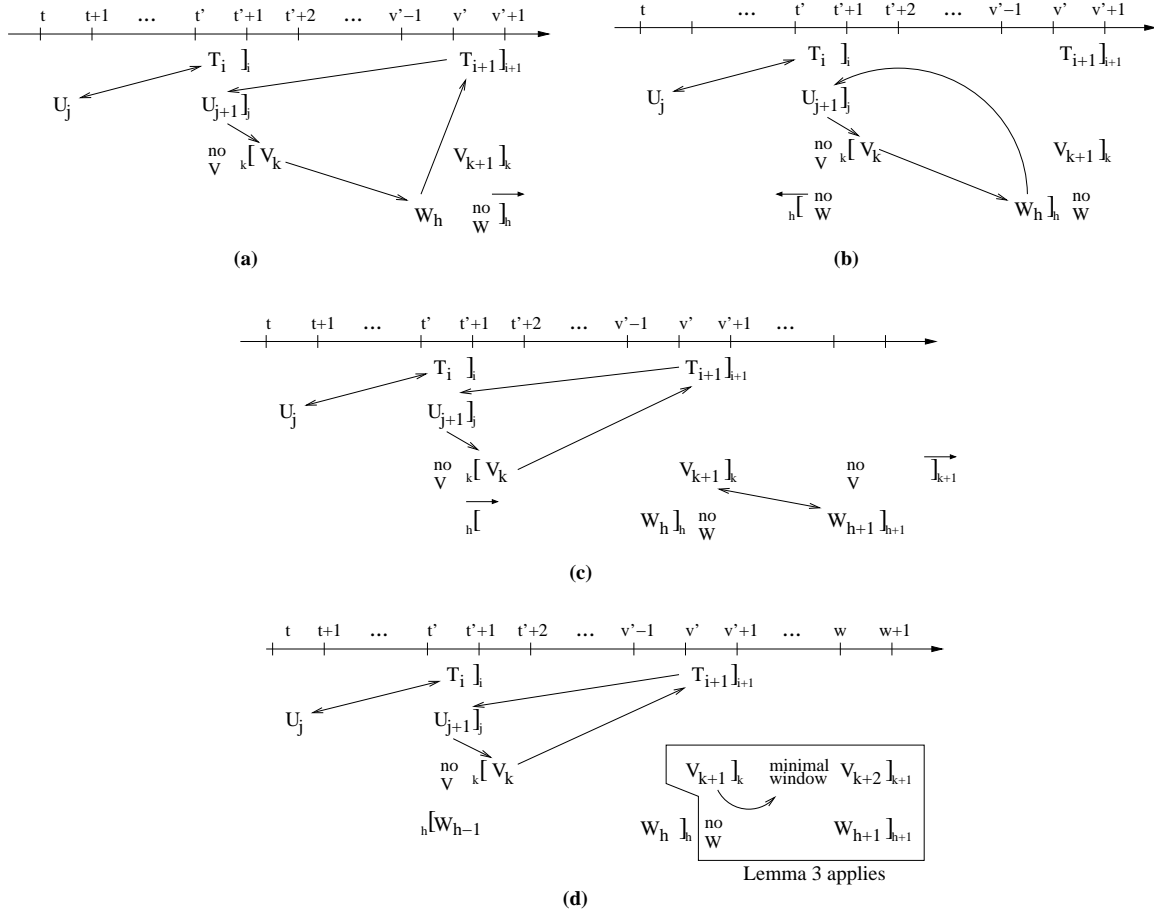 t t+1 ... t' t'+1 t'+2 ... v'−1 v' v'+1
T_i ]_i T_{i+1} ]_{i+1}
U_j U_{j+1} ]_j
no V _k[ V_k V_{k+1} ]_k
W_h no W ]_h
(a)
t ... t' t'+1 t'+2 ... v'−1 v' v'+1
T_i ]_i T_{i+1} ]_{i+1}
U_j U_{j+1} ]_j
no V _k[ V_k V_{k+1} ]_k
_h[ no W W_h ]_h no W
(b)
t t+1 ... t' t'+1 t'+2 ... v'−1 v' v'+1 ...
T_i ]_i T_{i+1} ]_{i+1}
U_j U_{j+1} ]_j
no V _k[ V_k V_{k+1} ]_k no V ]_{k+1}
_h[ W_h ]_h no W W_{h+1} ]_{h+1}
(c)
t t+1 ... t' t'+1 t'+2 ... v'−1 v' v'+1 ... w w+1
T_i ]_i T_{i+1} ]_{i+1}
U_j U_{j+1} ]_j
no V _k[ V_k V_{k+1} ]_k minimal window V_{k+2} ]_{k+1}
_h[ W_{h−1} W_h ]_h no W W_{h+1} ]_{h+1}
Lemma 3 applies
(d)